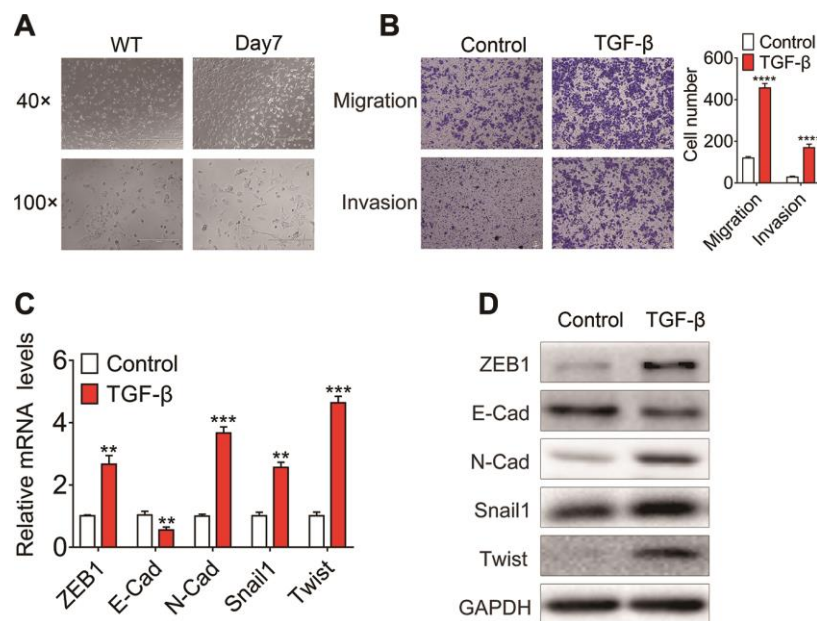 A
WT Day7
40×
100×
B
Control TGF-β
Migration
Invasion
Control
TGF-β
Cell number
600
400
200
0
****
****
Migration
Invasion
C
Relative mRNA levels
6
4
2
0
Control
TGF-β
**
**
***
**
***
ZEB1
E-Cad
N-Cad
Snail1
Twist
D
Control TGF-β
ZEB1
E-Cad
N-Cad
Snail1
Twist
GAPDH